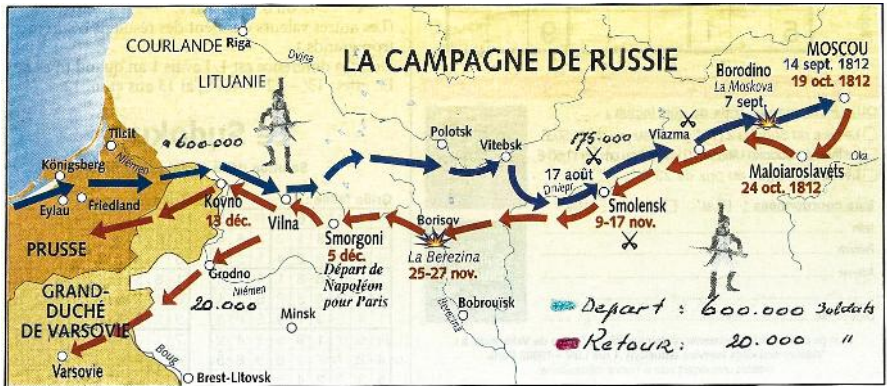 LA CAMPAGNE DE RUSSIE
COURLANDE
Riga
Dvina
LITUANIE
MOSCOU
14 sept. 1812
19 oct. 1812
Borodino
La Moskova
7 sept.
Tilsit
Niémen
600.000
Polotsk
Vitebsk
175.000
Viazma
Königsberg
Eylau
Friedland
Kovno
13 déc.
Vilna
17 août
Dniepr
Smolensk
9-17 nov.
Maloiaroslavets
24 oct. 1812
Oka
PRUSSE
Smorgoni
5 déc.
Départ de
Napoléon
pour Paris
Borisov
La Berezina
25-27 nov.
Grodno
Niémen
20.000
GRAND-
DUCHÉ
DE VARSOVIE
Minsk
Bobrouïsk
Berezina
Varsovie
Boug
Brest-Litovsk
Depart : 600.000 Soldats
Retour : 20.000 "